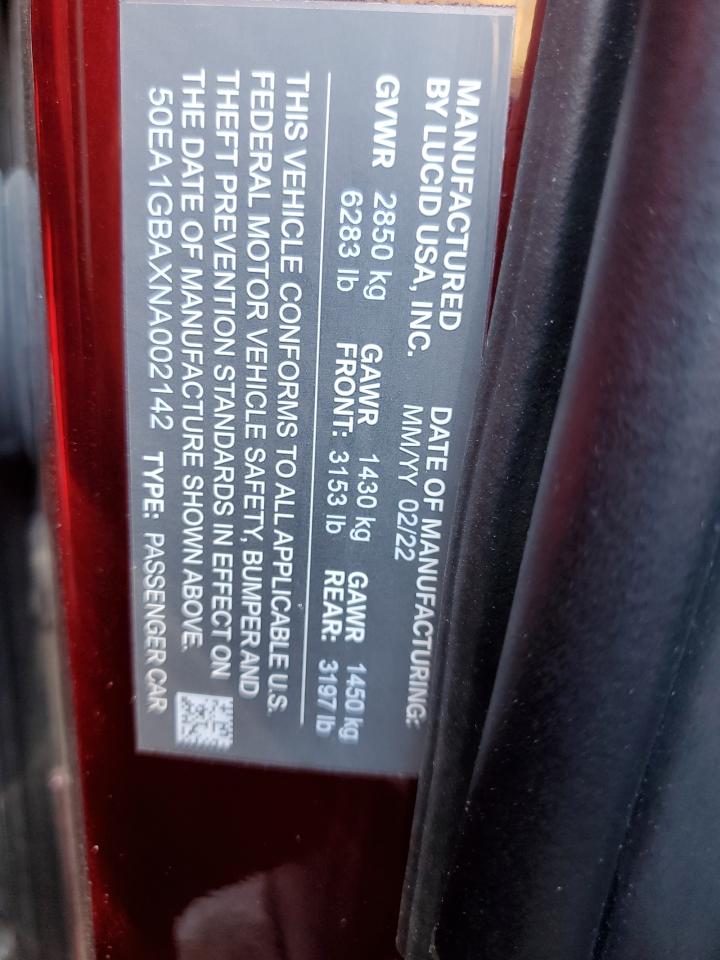 MANUFACTURED
BY LUCID USA, INC.
DATE OF MANUFACTURING:
MM/YY 02/22
GVWR 2850 kg
6283 lb
GAWR 1430 kg
FRONT: 3153 lb
GAWR 1450 kg
REAR: 3197 lb
THIS VEHICLE CONFORMS TO ALL APPLICABLE U.S.
FEDERAL MOTOR VEHICLE SAFETY, BUMPER AND
THEFT PREVENTION STANDARDS IN EFFECT ON
THE DATE OF MANUFACTURE SHOWN ABOVE.
50EA1GBAXNA002142 TYPE: PASSENGER CAR